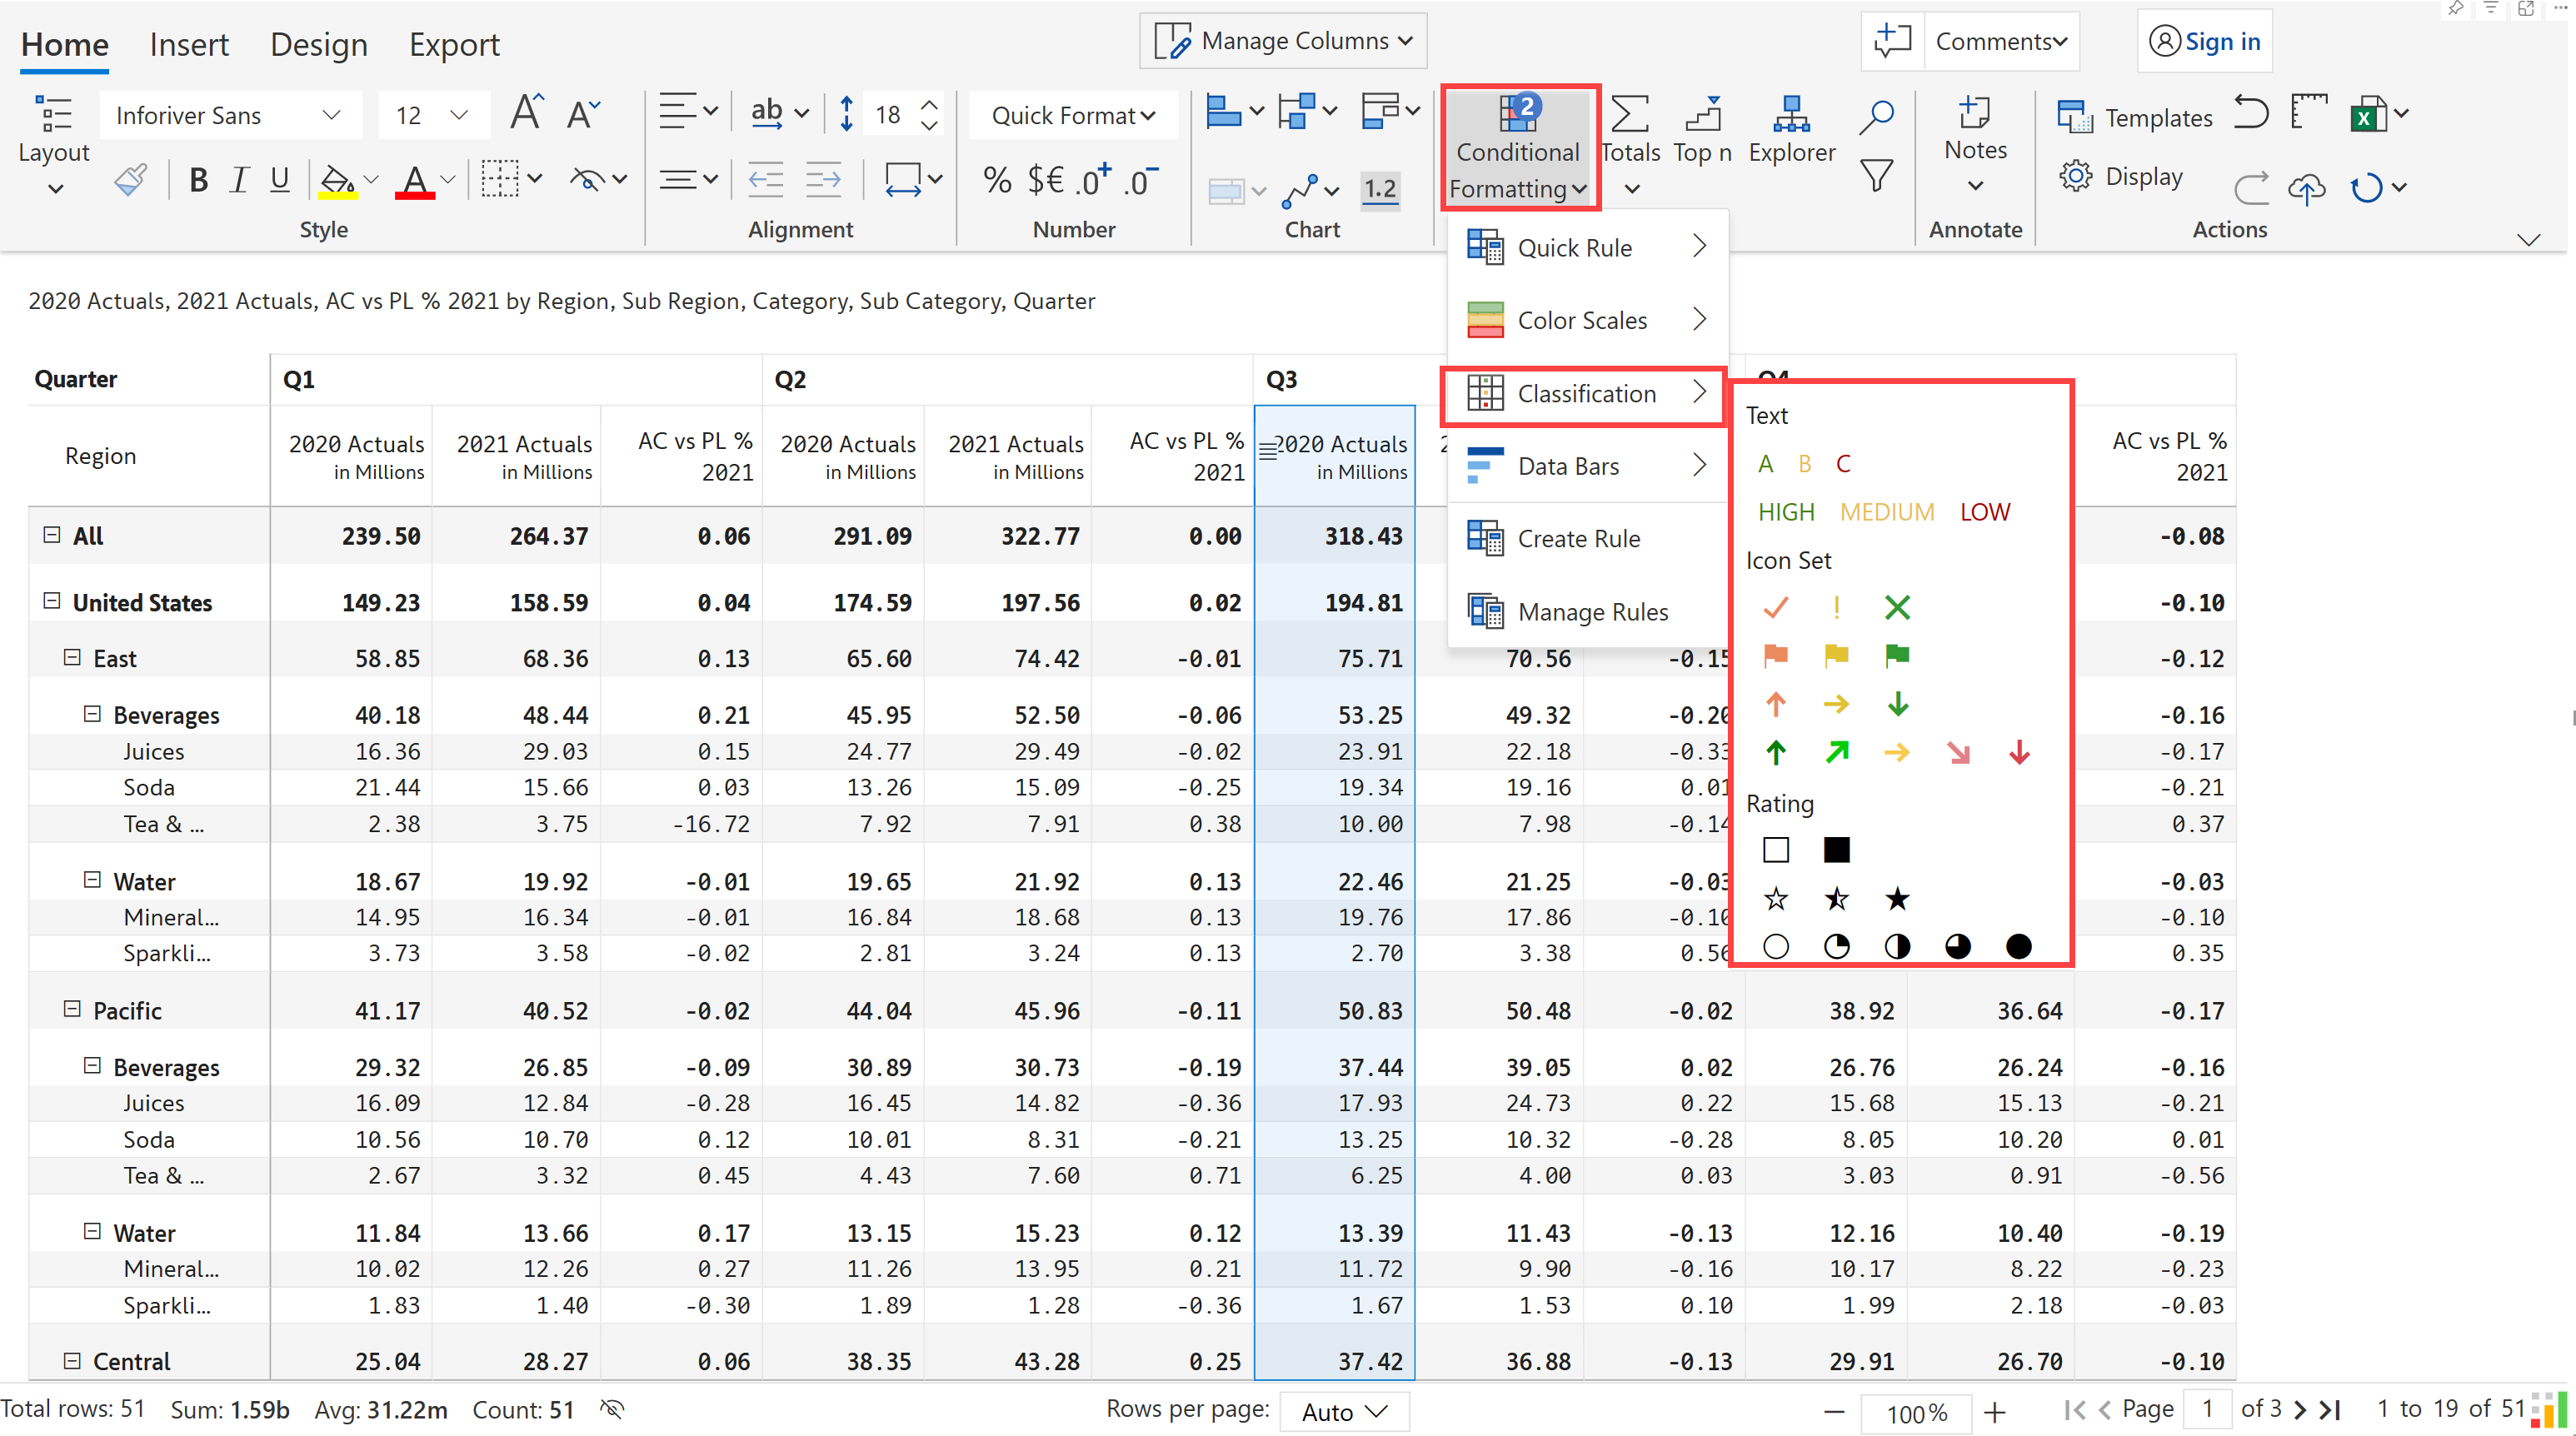 Home Insert Design Export Manage Columns Comments Sign in
Layout Inforiver Sans 12 A A ab 18 Quick Format 2 Conditional Formatting Totals Top n Explorer Notes Templates
B I U A % $€ .0+ .0- 1.2 Display
Style Alignment Number Chart Annotate Actions
Quick Rule
Color Scales
Classification
Data Bars
Create Rule
Manage Rules
Text
A B C
HIGH MEDIUM LOW
Icon Set
Rating
2020 Actuals, 2021 Actuals, AC vs PL % 2021 by Region, Sub Region, Category, Sub Category, Quarter
Quarter Q1 Q2 Q3
Region 2020 Actuals in Millions 2021 Actuals in Millions AC vs PL % 2021 2020 Actuals in Millions 2021 Actuals in Millions AC vs PL % 2021 2020 Actuals in Millions AC vs PL % 2021
All 239.50 264.37 0.06 291.09 322.77 0.00 318.43 -0.08
United States 149.23 158.59 0.04 174.59 197.56 0.02 194.81 -0.10
East 58.85 68.36 0.13 65.60 74.42 -0.01 75.71 70.56 -0.15 -0.12
Beverages 40.18 48.44 0.21 45.95 52.50 -0.06 53.25 49.32 -0.20 -0.16
Juices 16.36 29.03 0.15 24.77 29.49 -0.02 23.91 22.18 -0.33 -0.17
Soda 21.44 15.66 0.03 13.26 15.09 -0.25 19.34 19.16 0.01 -0.21
Tea & ... 2.38 3.75 -16.72 7.92 7.91 0.38 10.00 7.98 -0.14 0.37
Water 18.67 19.92 -0.01 19.65 21.92 0.13 22.46 21.25 -0.03 -0.03
Mineral... 14.95 16.34 -0.01 16.84 18.68 0.13 19.76 17.86 -0.10 -0.10
Sparkli... 3.73 3.58 -0.02 2.81 3.24 0.13 2.70 3.38 0.56 0.35
Pacific 41.17 40.52 -0.02 44.04 45.96 -0.11 50.83 50.48 -0.02 38.92 36.64 -0.17
Beverages 29.32 26.85 -0.09 30.89 30.73 -0.19 37.44 39.05 0.02 26.76 26.24 -0.16
Juices 16.09 12.84 -0.28 16.45 14.82 -0.36 17.93 24.73 0.22 15.68 15.13 -0.21
Soda 10.56 10.70 0.12 10.01 8.31 -0.21 13.25 10.32 -0.28 8.05 10.20 0.01
Tea & ... 2.67 3.32 0.45 4.43 7.60 0.71 6.25 4.00 0.03 3.03 0.91 -0.56
Water 11.84 13.66 0.17 13.15 15.23 0.12 13.39 11.43 -0.13 12.16 10.40 -0.19
Mineral... 10.02 12.26 0.27 11.26 13.95 0.21 11.72 9.90 -0.16 10.17 8.22 -0.23
Sparkli... 1.83 1.40 -0.30 1.89 1.28 -0.36 1.67 1.53 0.10 1.99 2.18 -0.03
Central 25.04 28.27 0.06 38.35 43.28 0.25 37.42 36.88 -0.13 29.91 26.70 -0.10
Total rows: 51 Sum: 1.59b Avg: 31.22m Count: 51 Rows per page: Auto 100% Page 1 of 3 1 to 19 of 51